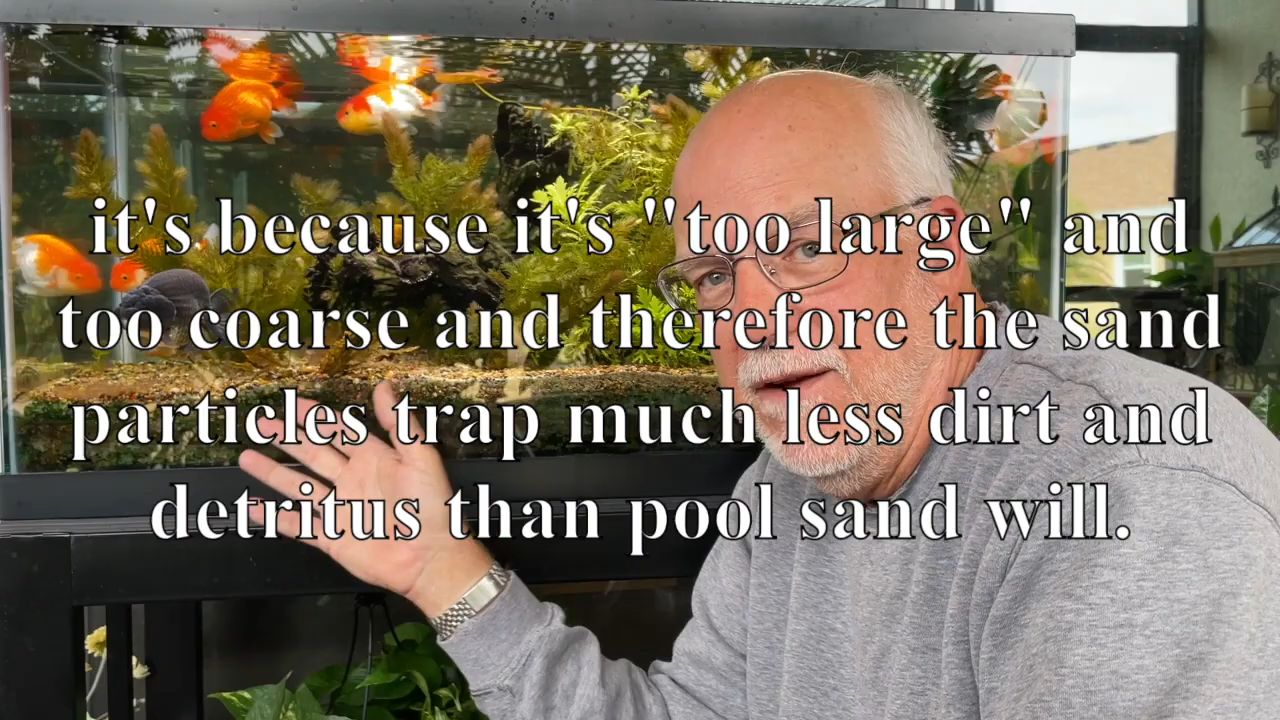 it's because it's "too large" and
too coarse and therefore the sand
particles trap much less dirt and
detritus than pool sand will.